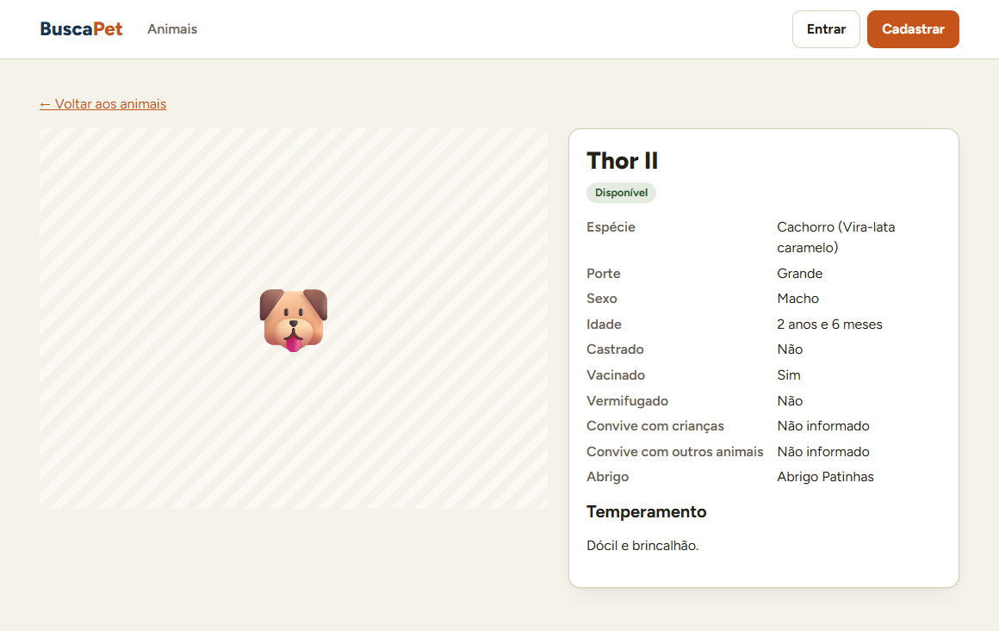 BuscaPet Animais Entrar Cadastrar
← Voltar aos animais
Thor II
Disponível
Espécie Cachorro (Vira-lata
caramelo)
Porte Grande
Sexo Macho
Idade 2 anos e 6 meses
Castrado Não
Vacinado Sim
Vermifugado Não
Convive com crianças Não informado
Convive com outros animais Não informado
Abrigo Abrigo Patinhas
Temperamento
Dócil e brincalhão.